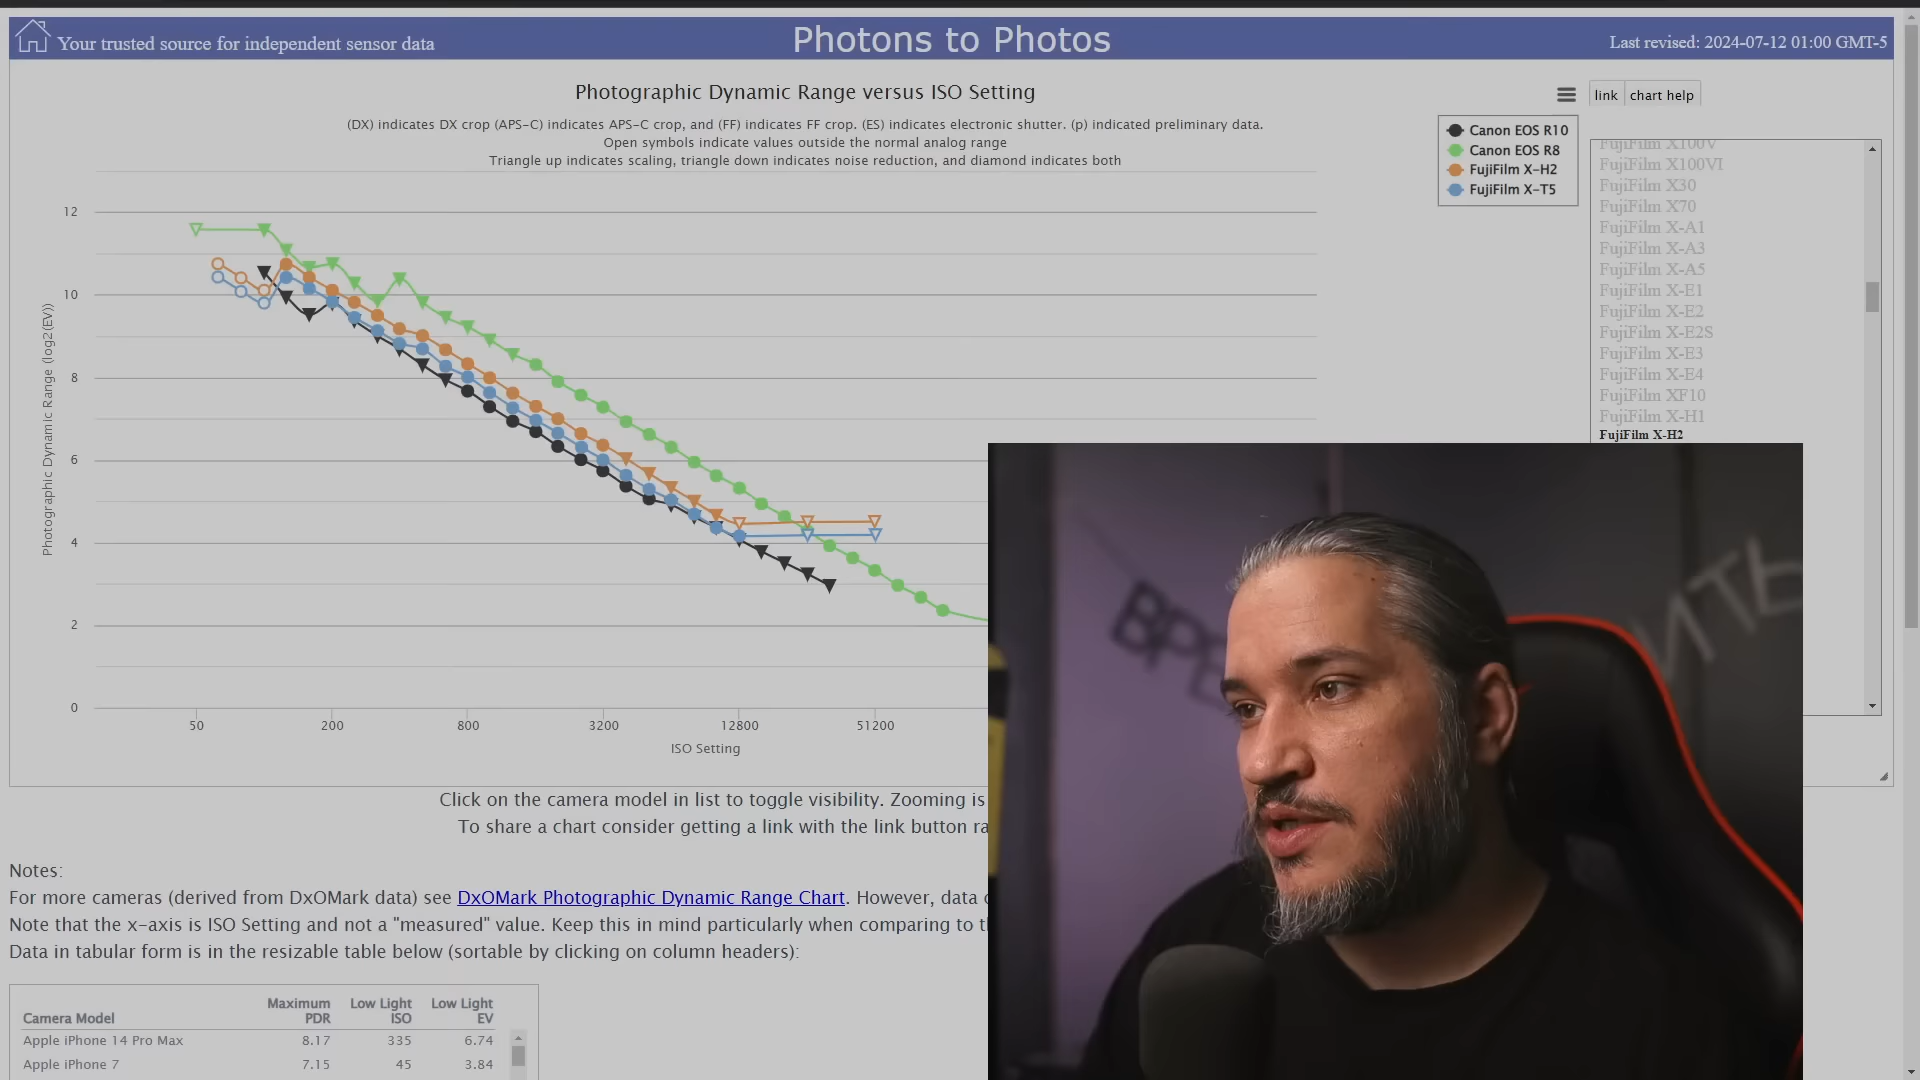 Your trusted source for independent sensor data
Photons to Photos
Last revised: 2024-07-12 01:00 GMT-5
Photographic Dynamic Range versus ISO Setting
(DX) indicates DX crop (APS-C) indicates APS-C crop, and (FF) indicates FF crop. (ES) indicates electronic shutter. (p) indicated preliminary data.
Open symbols indicate values outside the normal analog range
Triangle up indicates scaling, triangle down indicates noise reduction, and diamond indicates both
link
chart help
Canon EOS R10
Canon EOS R8
FujiFilm X-H2
FujiFilm X-T5
FujiFilm X100V
FujiFilm X100VI
FujiFilm X30
FujiFilm X70
FujiFilm X-A1
FujiFilm X-A3
FujiFilm X-A5
FujiFilm X-E1
FujiFilm X-E2
FujiFilm X-E2S
FujiFilm X-E3
FujiFilm X-E4
FujiFilm XF10
FujiFilm X-H1
FujiFilm X-H2
Photographic Dynamic Range (log2(EV))
12
10
8
6
4
2
0
50
200
800
3200
12800
51200
ISO Setting
ВРЕ
ИТЬ
Click on the camera model in list to toggle visibility. Zooming is
To share a chart consider getting a link with the link button
Notes:
For more cameras (derived from DxOMark data) see DxOMark Photographic Dynamic Range Chart. However, data
Note that the x-axis is ISO Setting and not a "measured" value. Keep this in mind particularly when comparing to
Data in tabular form is in the resizable table below (sortable by clicking on column headers):
Camera Model Maximum PDR Low Light ISO Low Light EV
Apple iPhone 14 Pro Max 8.17 335 6.74
Apple iPhone 7 7.15 45 3.84